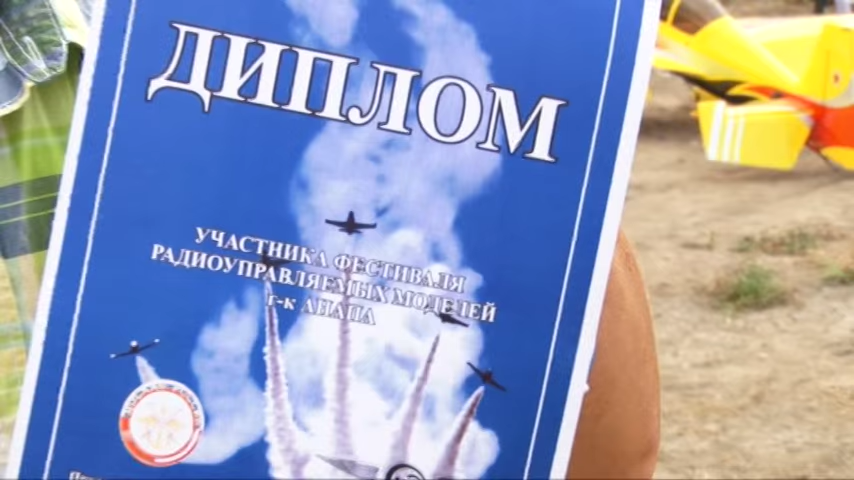 ДИПЛОМ
УЧАСТНИКА ФЕСТИВАЛЯ
РАДИОУПРАВЛЯЕМЫХ МОДЕЛЕЙ
г-к АНАПА